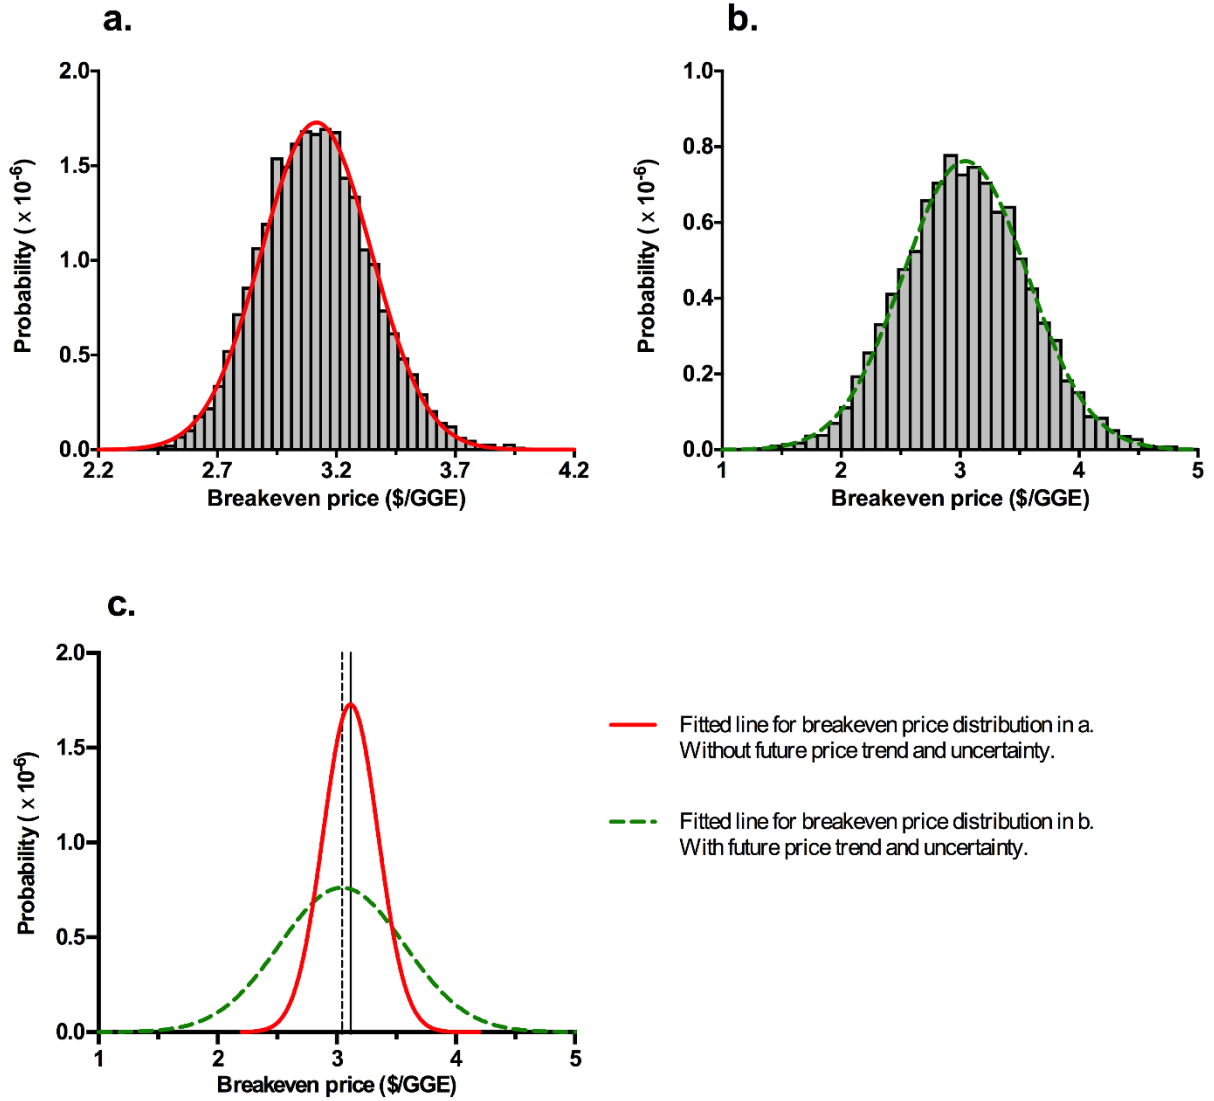 a.
Probability ( x 10-6)
2.0
1.5
1.0
0.5
0.0
2.2 2.7 3.2 3.7 4.2
Breakeven price ($/GGE)
b.
Probability ( x 10-6)
1.0
0.8
0.6
0.4
0.2
0.0
1 2 3 4 5
Breakeven price ($/GGE)
c.
Probability ( x 10-6)
2.0
1.5
1.0
0.5
0.0
1 2 3 4 5
Breakeven price ($/GGE)
Fitted line for breakeven price distribution in a.
Without future price trend and uncertainty.
Fitted line for breakeven price distribution in b.
With future price trend and uncertainty.